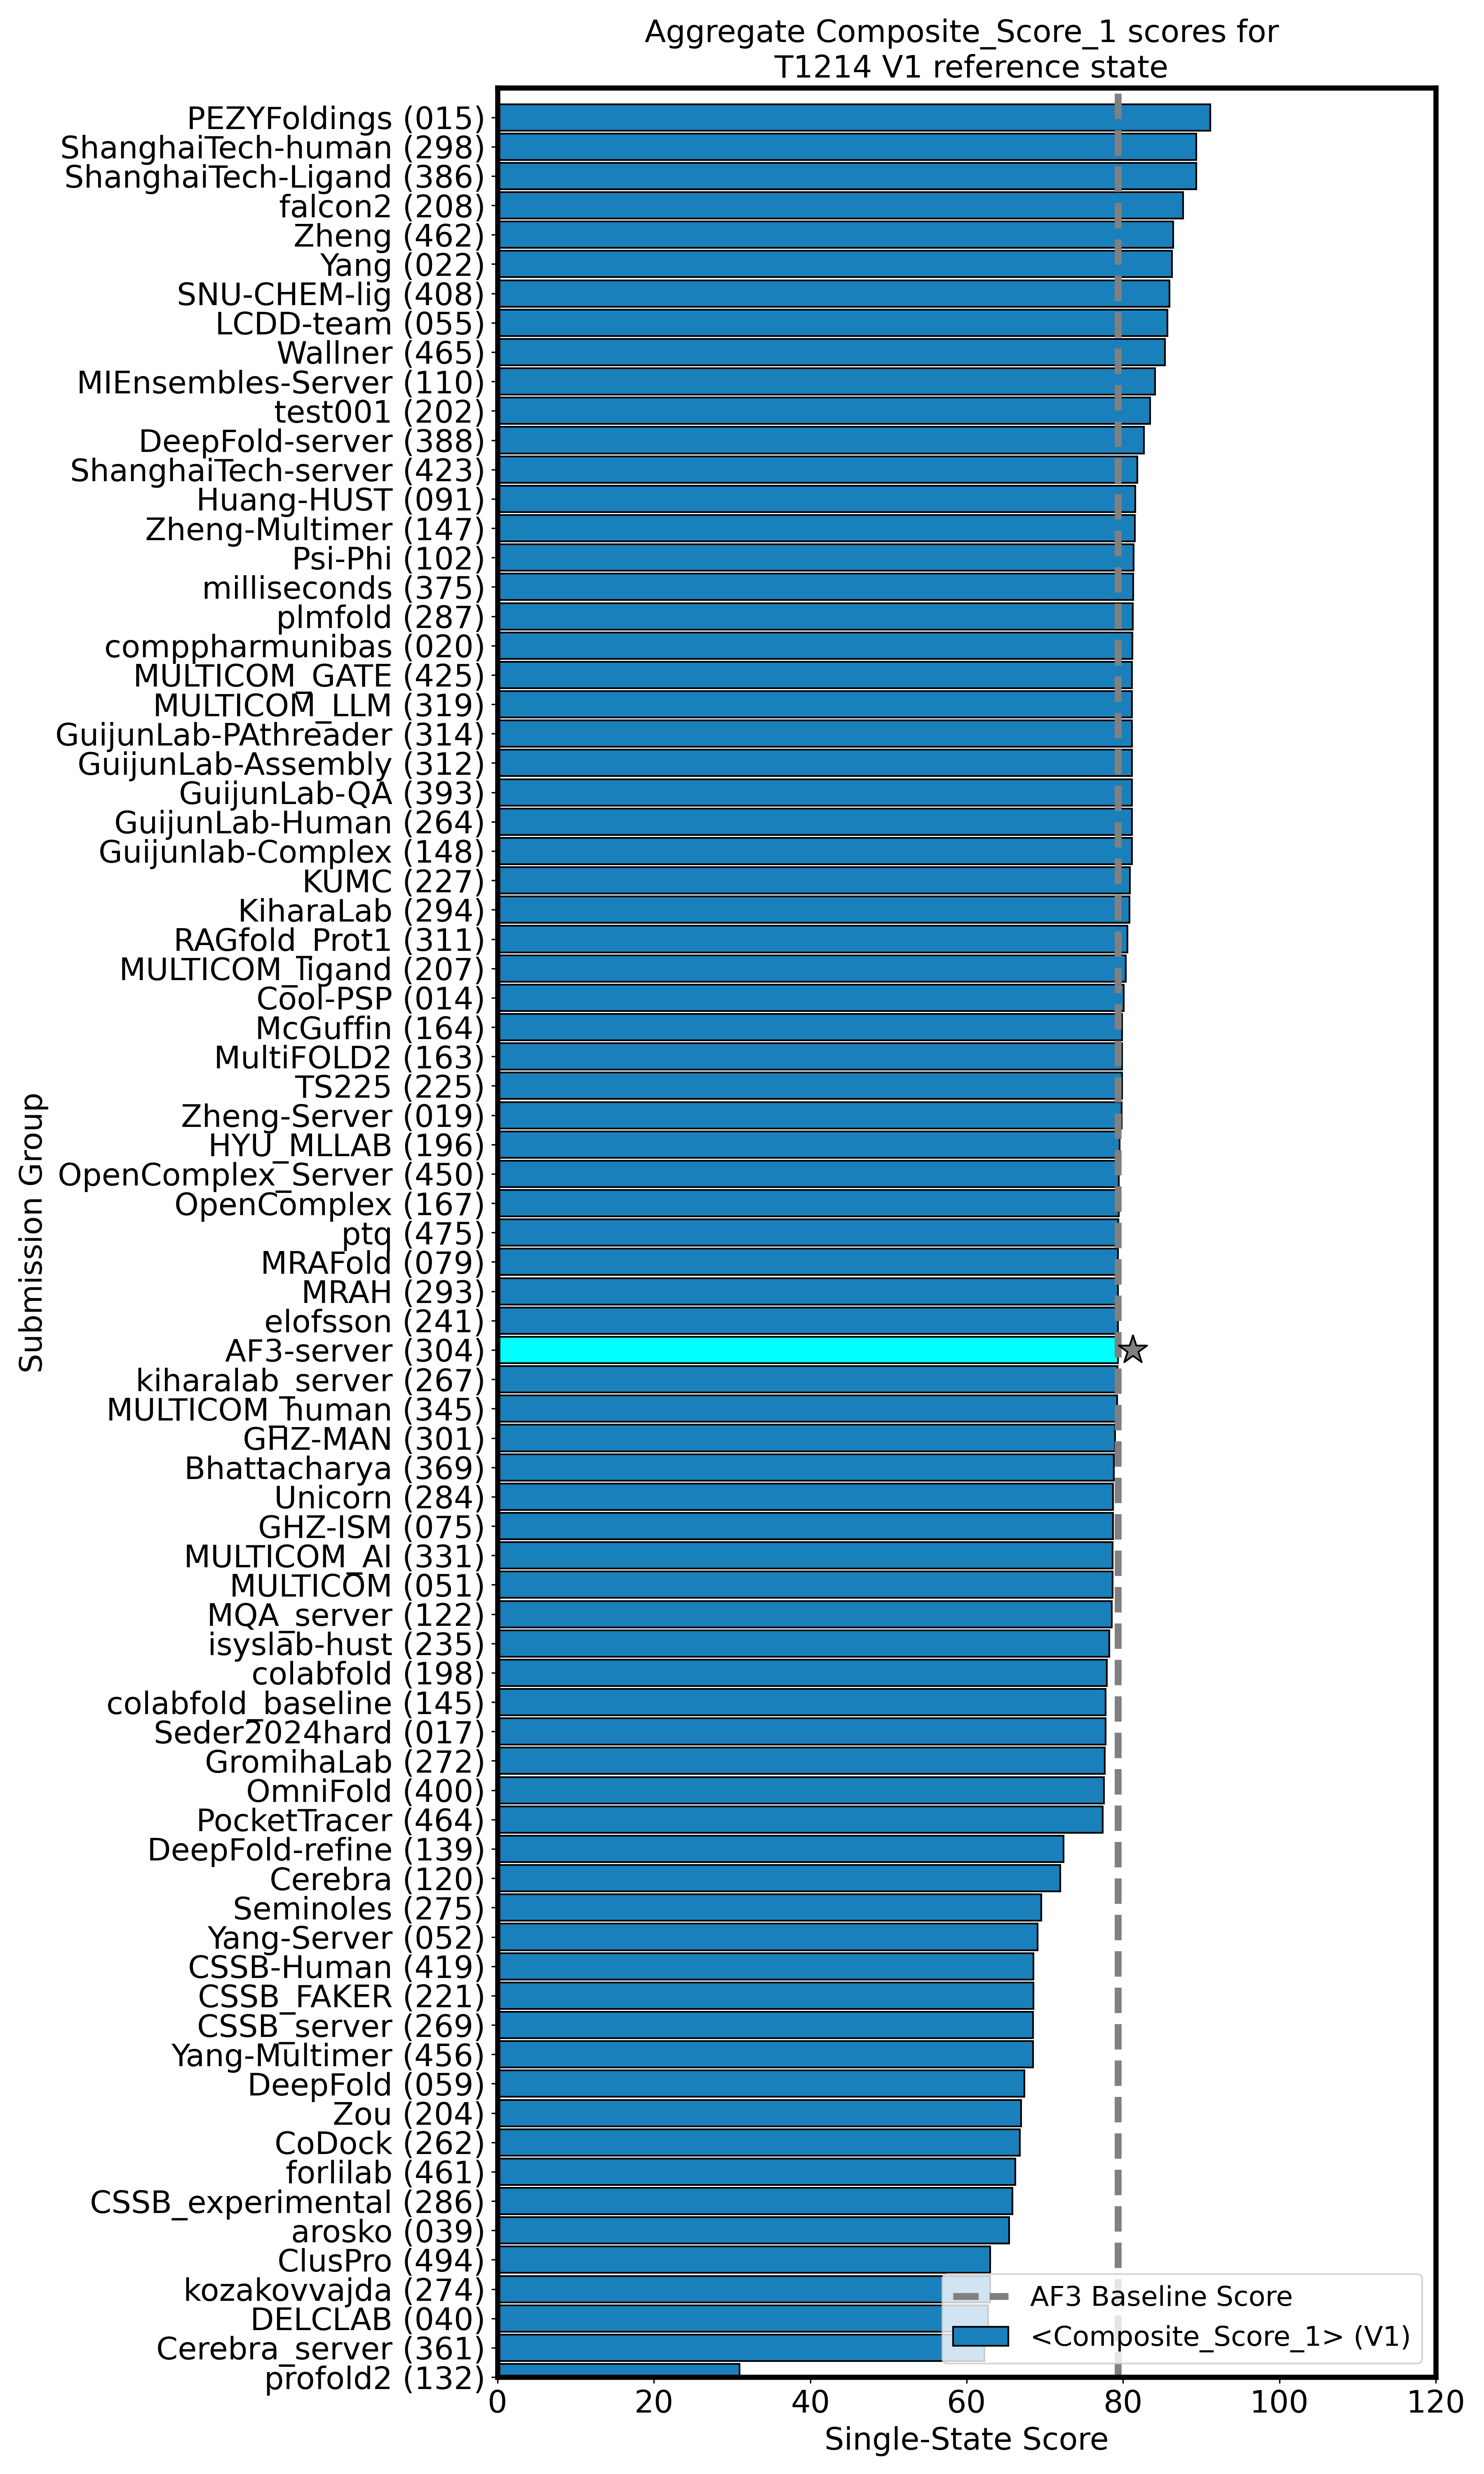 Aggregate Composite_Score_1 scores for
T1214 V1 reference state
PEZYFoldings (015)
ShanghaiTech-human (298)
ShanghaiTech-Ligand (386)
falcon2 (208)
Zheng (462)
Yang (022)
SNU-CHEM-lig (408)
LCDD-team (055)
Wallner (465)
MIEnsembles-Server (110)
test001 (202)
DeepFold-server (388)
ShanghaiTech-server (423)
Huang-HUST (091)
Zheng-Multimer (147)
Psi-Phi (102)
milliseconds (375)
plmfold (287)
comppharmunibas (020)
MULTICOM_GATE (425)
MULTICOM_LLM (319)
GuijunLab-PAthreader (314)
GuijunLab-Assembly (312)
GuijunLab-QA (393)
GuijunLab-Human (264)
Guijunlab-Complex (148)
KUMC (227)
KiharaLab (294)
RAGfold_Prot1 (311)
MULTICOM_ligand (207)
Cool-PSP (014)
McGuffin (164)
MultiFOLD2 (163)
TS225 (225)
Zheng-Server (019)
HYU_MLLAB (196)
OpenComplex_Server (450)
OpenComplex (167)
ptq (475)
MRAFold (079)
MRAH (293)
elofsson (241)
AF3-server (304)
kiharalab_server (267)
MULTICOM_human (345)
GHZ-MAN (301)
Bhattacharya (369)
Unicorn (284)
GHZ-ISM (075)
MULTICOM_AI (331)
MULTICOM (051)
MQA_server (122)
isyslab-hust (235)
colabfold (198)
colabfold_baseline (145)
Seder2024hard (017)
GromihaLab (272)
OmniFold (400)
PocketTracer (464)
DeepFold-refine (139)
Cerebra (120)
Seminoles (275)
Yang-Server (052)
CSSB-Human (419)
CSSB_FAKER (221)
CSSB_server (269)
Yang-Multimer (456)
DeepFold (059)
Zou (204)
CoDock (262)
forlilab (461)
CSSB_experimental (286)
arosko (039)
ClusPro (494)
kozakovvajda (274)
DELCLAB (040)
Cerebra_server (361)
profold2 (132)
Submission Group
AF3 Baseline Score
<Composite_Score_1> (V1)
0 20 40 60 80 100 120
Single-State Score